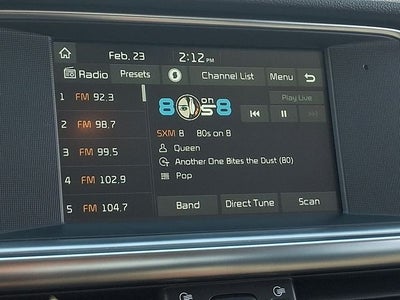 Feb. 23 2:12 PM
Radio Presets Channel List Menu
1 FM 92.3
2 FM 98.7
3 FM 99.5
4 FM 102.9
5 FM 104.7
80s on 8
Play Live
SXM 8 80s on 8
Queen
Another One Bites the Dust (80)
Pop
Band Direct Tune Scan